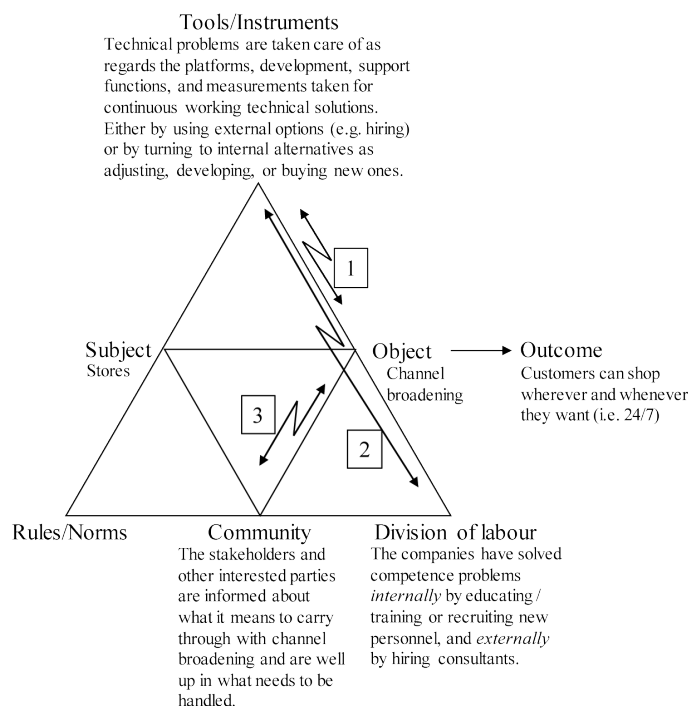 Tools/Instruments
Technical problems are taken care of as
regards the platforms, development, support
functions, and measurements taken for
continuous working technical solutions.
Either by using external options (e.g. hiring)
or by turning to internal alternatives as
adjusting, developing, or buying new ones.
1
Subject
Stores
Object
Channel
broadening
Outcome
Customers can shop
wherever and whenever
they want (i.e. 24/7)
3
2
Rules/Norms
Community
The stakeholders and
other interested parties
are informed about
what it means to carry
through with channel
broadening and are well
up in what needs to be
handled.
Division of labour
The companies have solved
competence problems
internally by educating /
training or recruiting new
personnel, and externally
by hiring consultants.